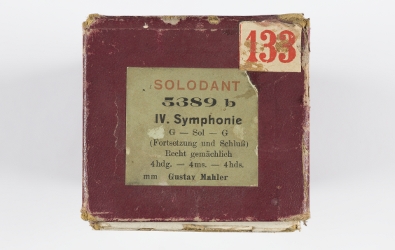 133
SOLODANT
5389 b
IV. Symphonie
G — Sol — G
(Fortsetzung und Schluß)
Recht gemächlich
4hdg. — 4ms. — 4hds.
mm Gustav Mahler